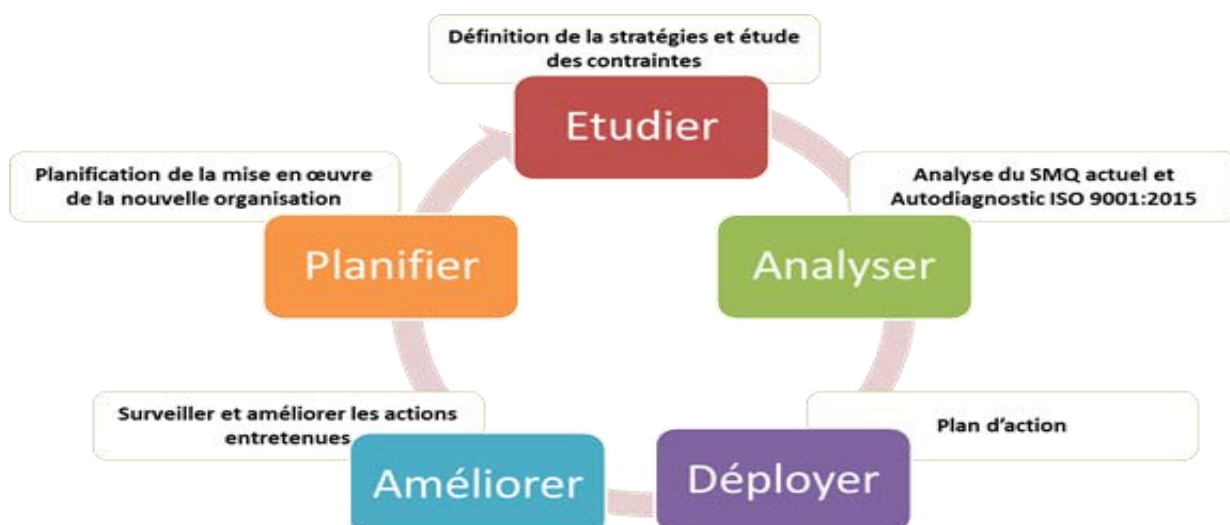 Définition de la stratégies et étude
des contraintes
Etudier
Analyse du SMQ actuel et
Autodiagnostic ISO 9001:2015
Analyser
Plan d'action
Déployer
Surveiller et améliorer les actions
entretenues
Améliorer
Planification de la mise en œuvre
de la nouvelle organisation
Planifier